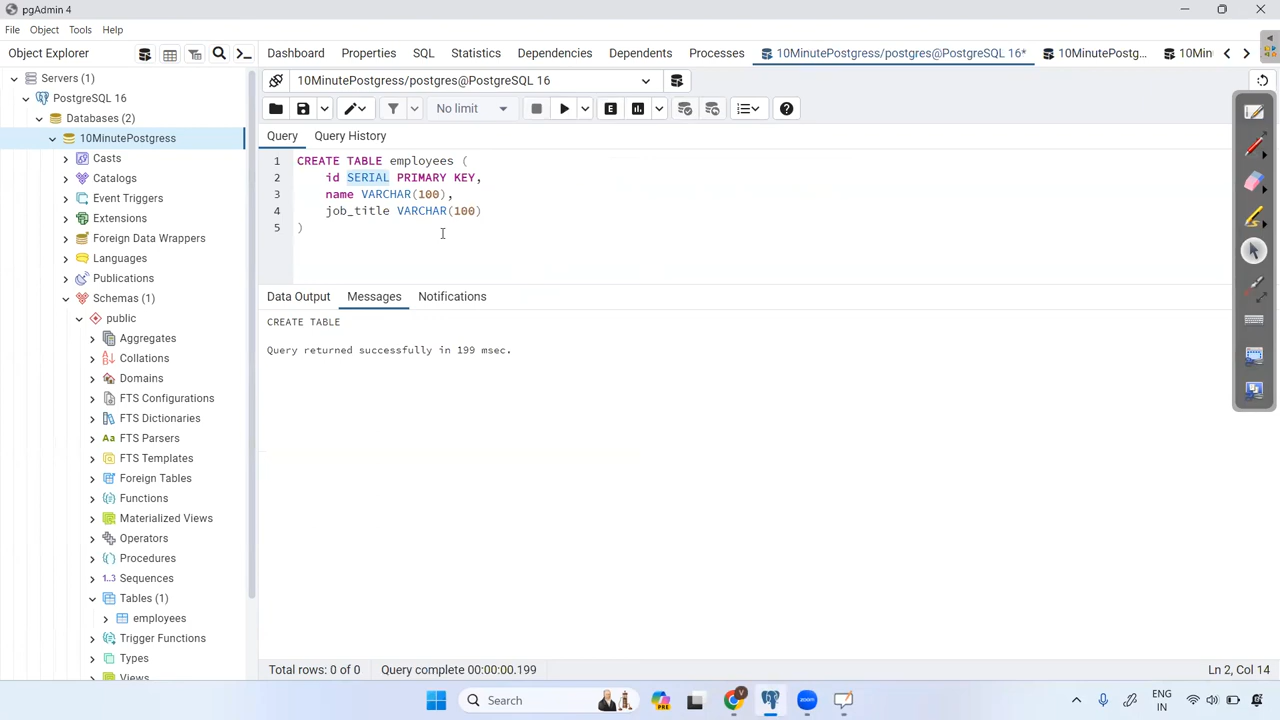 pgAdmin 4
File Object Tools Help
Object Explorer
Dashboard Properties SQL Statistics Dependencies Dependents Processes 10MinutePostgress/postgres@PostgreSQL 16* 10MinutePostg... 10Min
Servers (1)
PostgreSQL 16
Databases (2)
10MinutePostgress
Casts
Catalogs
Event Triggers
Extensions
Foreign Data Wrappers
Languages
Publications
Schemas (1)
public
Aggregates
Collations
Domains
FTS Configurations
FTS Dictionaries
Aa FTS Parsers
FTS Templates
Foreign Tables
Functions
Materialized Views
Operators
Procedures
1..3 Sequences
Tables (1)
employees
Trigger Functions
Types
Views
10MinutePostgress/postgres@PostgreSQL 16
No limit
E
Query Query History
1 CREATE TABLE employees (
2 id SERIAL PRIMARY KEY,
3 name VARCHAR(100),
4 job_title VARCHAR(100)
5 )
Data Output Messages Notifications
CREATE TABLE
Query returned successfully in 199 msec.
Total rows: 0 of 0 Query complete 00:00:00.199 Ln 2, Col 14
Search
PRE
V
zoom
ENG
IN